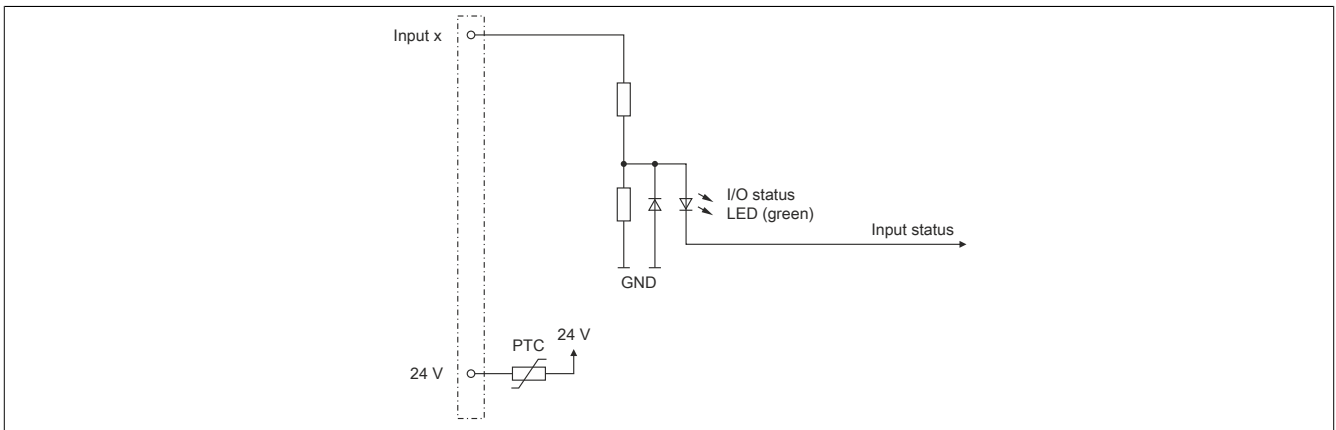 Input x
I/O status
LED (green)
Input status
GND
24 V
PTC
24 V